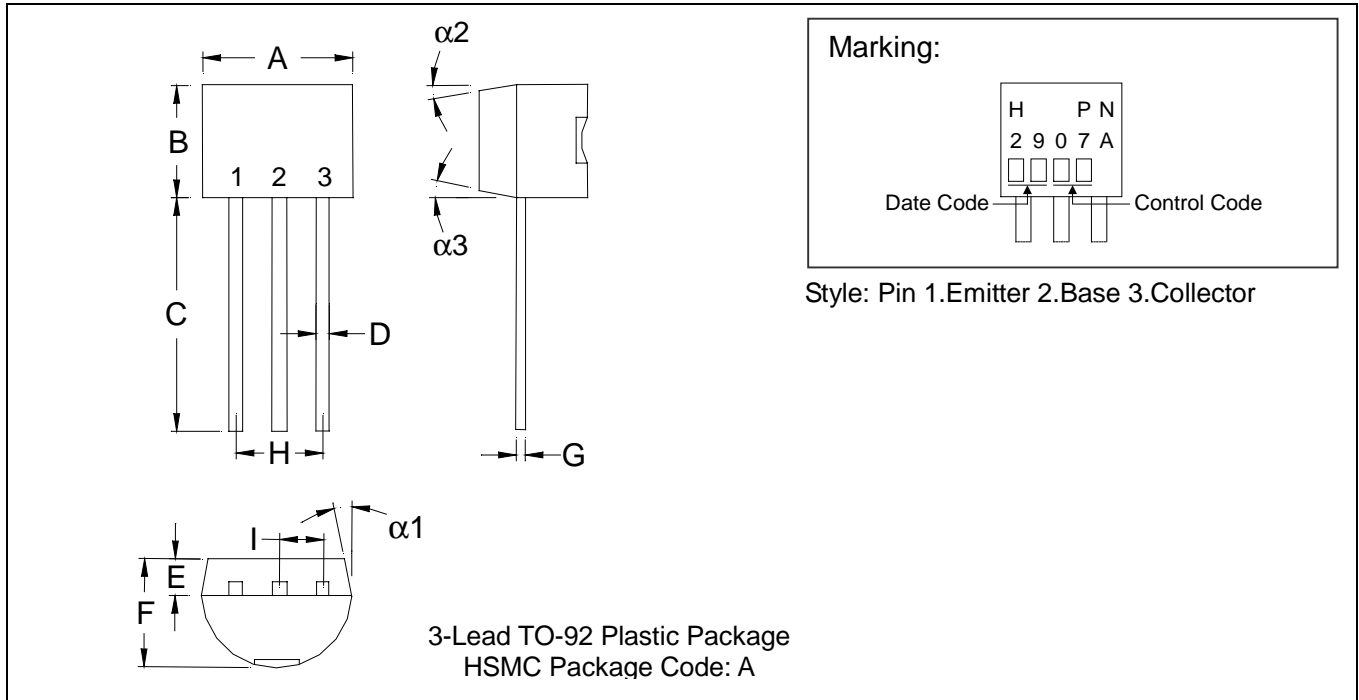 α2
A
B
1 2 3
α3
C
D
H
G
α1
I
E
F
3-Lead TO-92 Plastic Package
HSMC Package Code: A
Marking:
H P N
2 9 0 7 A
Date Code
Control Code
Style: Pin 1.Emitter 2.Base 3.Collector